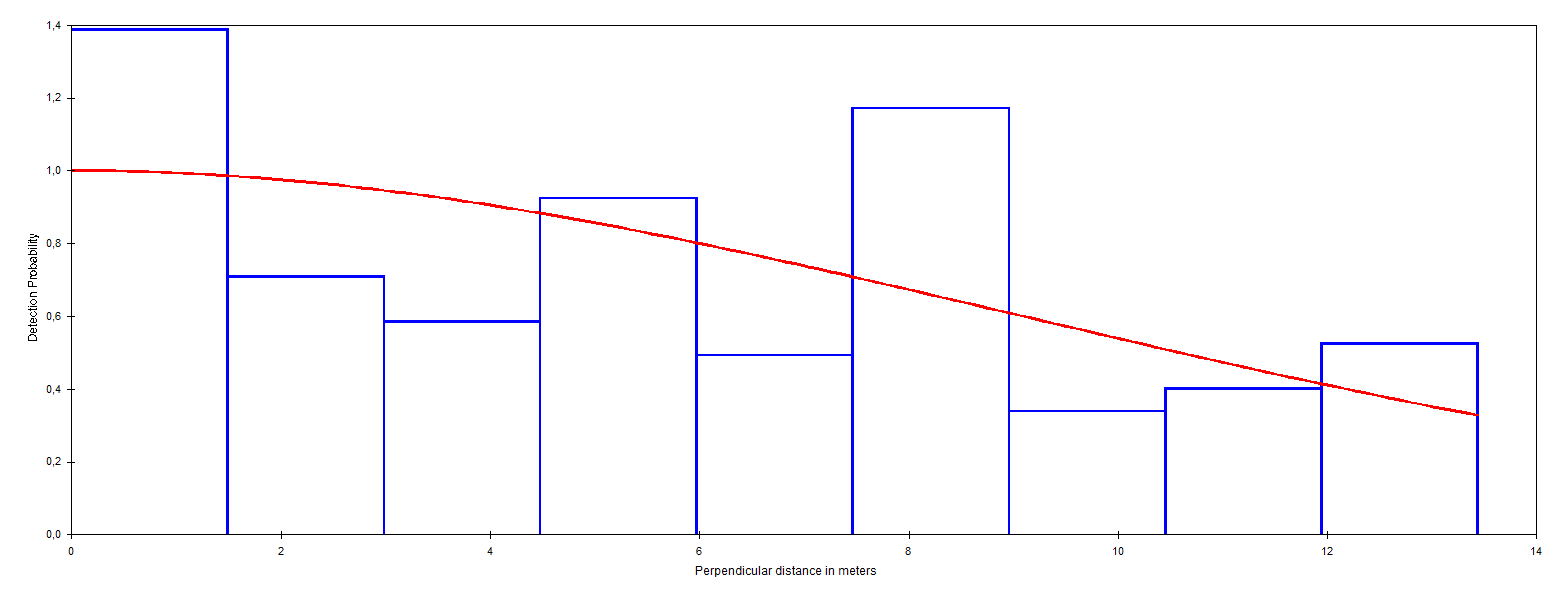 1,4
1,2
1,0
0,8
0,6
0,4
0,2
0,0
Detection Probability
0 2 4 6 8 10 12 14
Perpendicular distance in meters